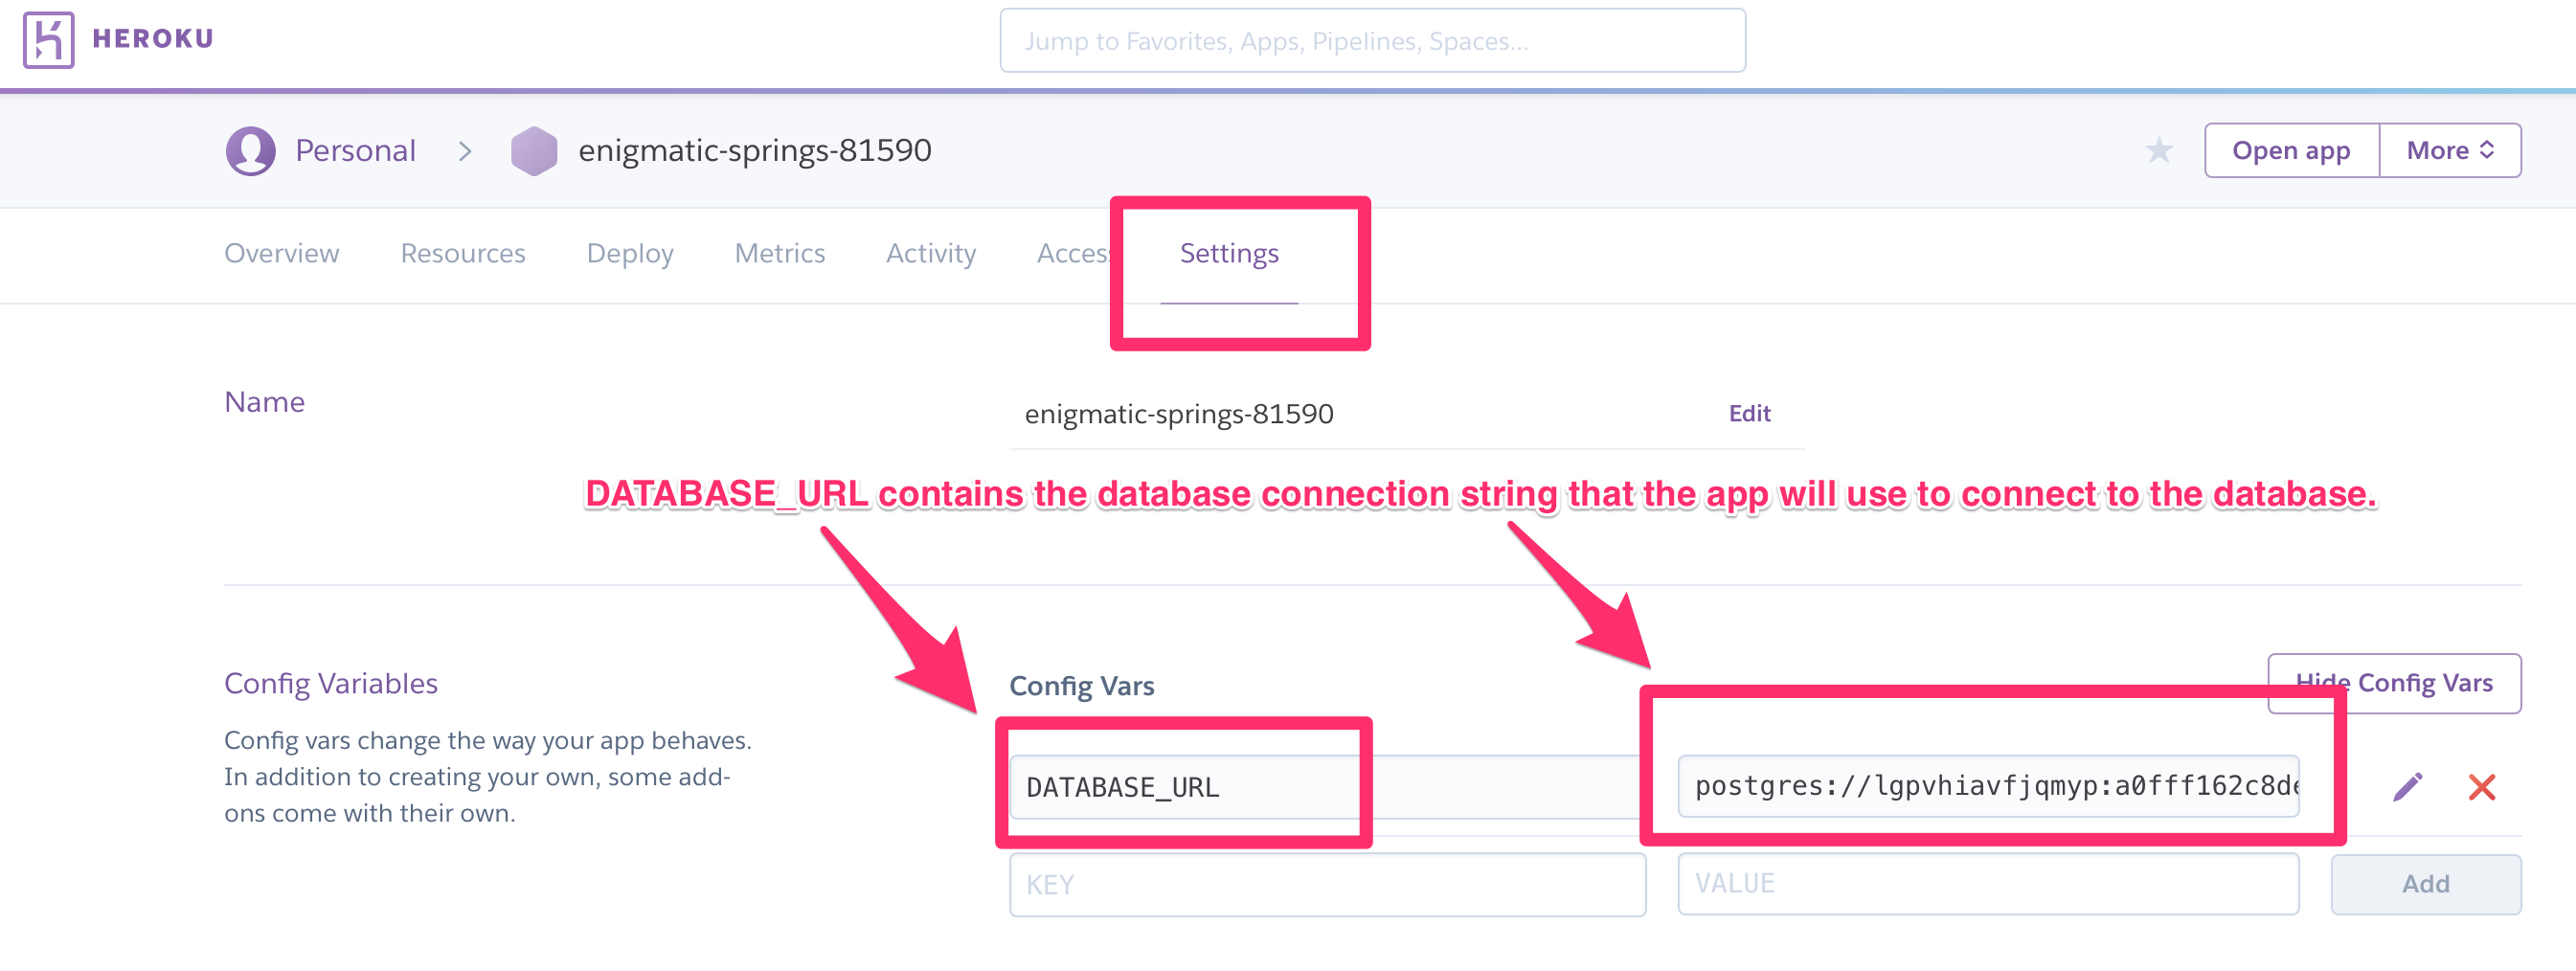 HEROKU
Jump to Favorites, Apps, Pipelines, Spaces...
Personal > enigmatic-springs-81590
Open app
More
Overview Resources Deploy Metrics Activity Access Settings
Name
enigmatic-springs-81590
Edit
DATABASE_URL contains the database connection string that the app will use to connect to the database.
Config Variables
Config vars change the way your app behaves.
In addition to creating your own, some add-
ons come with their own.
Config Vars
Hide Config Vars
DATABASE_URL
postgres://lgpvhiavfjqmyp:a0fff162c8de
KEY
VALUE
Add